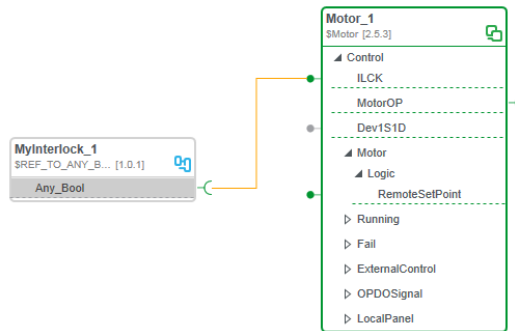 Motor_1
$Motor [2.5.3]
Control
ILCK
MotorOP
Dev1S1D
Motor
Logic
RemoteSetPoint
Running
Fail
ExternalControl
OPDOSignal
LocalPanel
MyInterlock_1
$REF_TO_ANY_B... [1.0.1]
Any_Bool